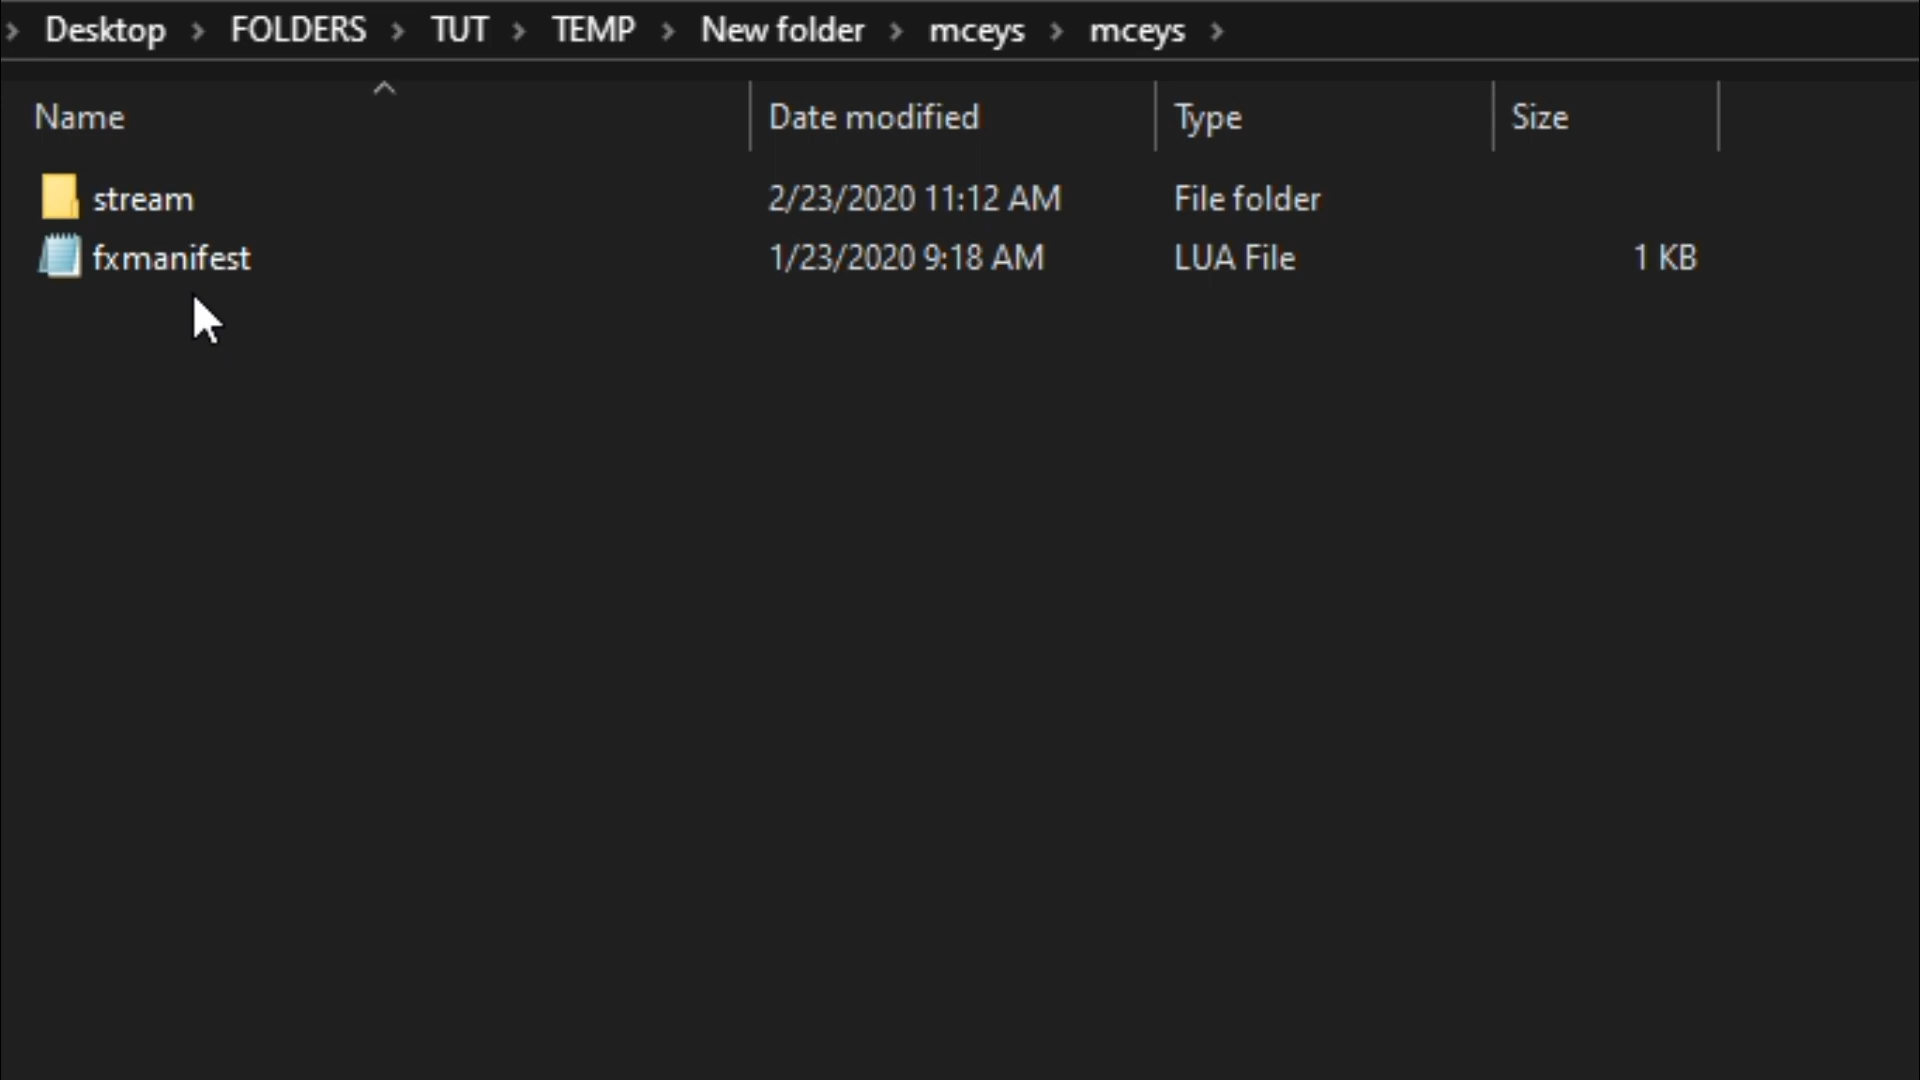 Desktop > FOLDERS > TUT > TEMP > New folder > mceys > mceys >
Name Date modified Type Size
stream 2/23/2020 11:12 AM File folder
fxmanifest 1/23/2020 9:18 AM LUA File 1 KB